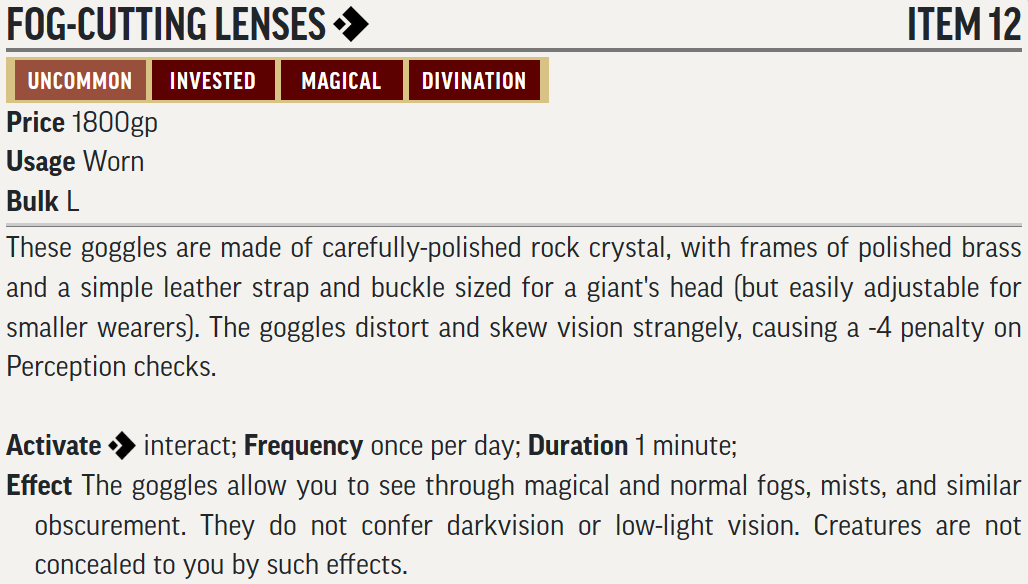 FOG-CUTTING LENSES ITEM 12
UNCOMMON INVESTED MAGICAL DIVINATION
Price 1800gp
Usage Worn
Bulk L
These goggles are made of carefully-polished rock crystal, with frames of polished brass
and a simple leather strap and buckle sized for a giant's head (but easily adjustable for
smaller wearers). The goggles distort and skew vision strangely, causing a -4 penalty on
Perception checks.
Activate interact; Frequency once per day; Duration 1 minute;
Effect The goggles allow you to see through magical and normal fogs, mists, and similar
obscurement. They do not confer darkvision or low-light vision. Creatures are not
concealed to you by such effects.